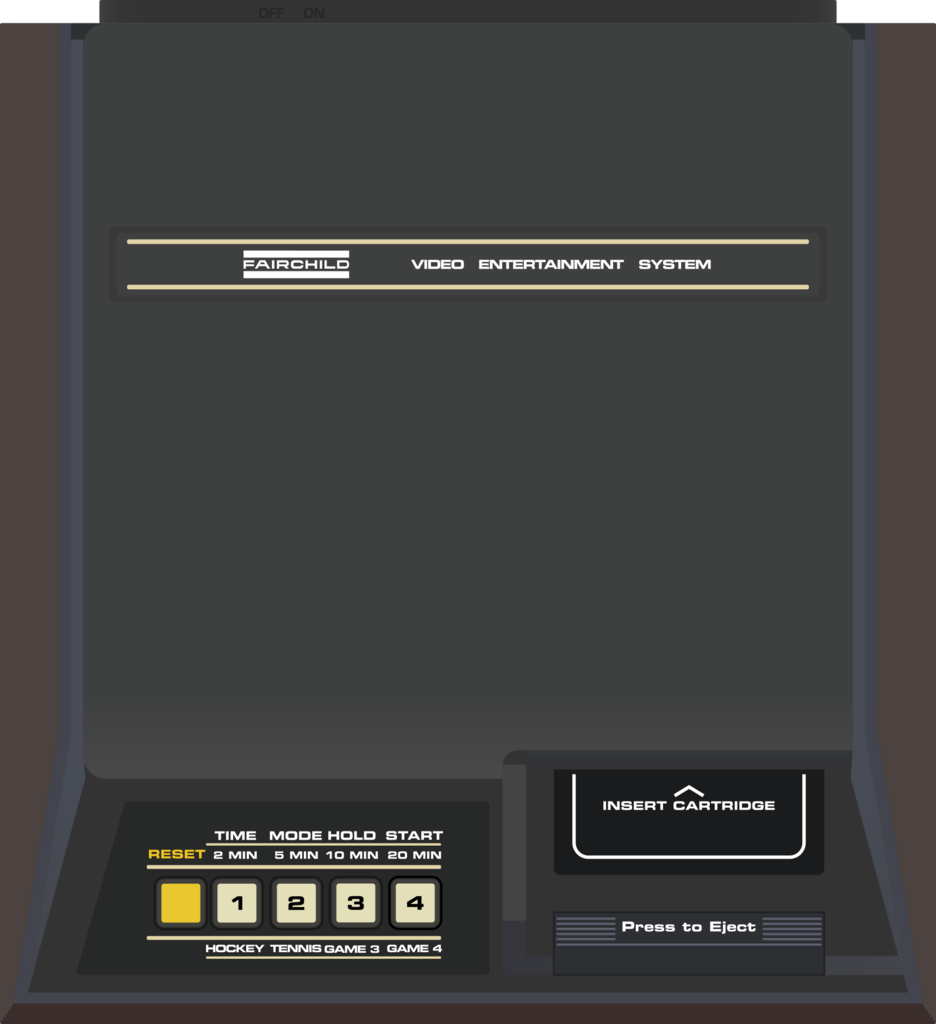 OFF ON
FAIRCHILD VIDEO ENTERTAINMENT SYSTEM
TIME MODE HOLD START
RESET 2 MIN 5 MIN 10 MIN 20 MIN
1 2 3 4
HOCKEY TENNIS GAME 3 GAME 4
INSERT CARTRIDGE
Press to Eject